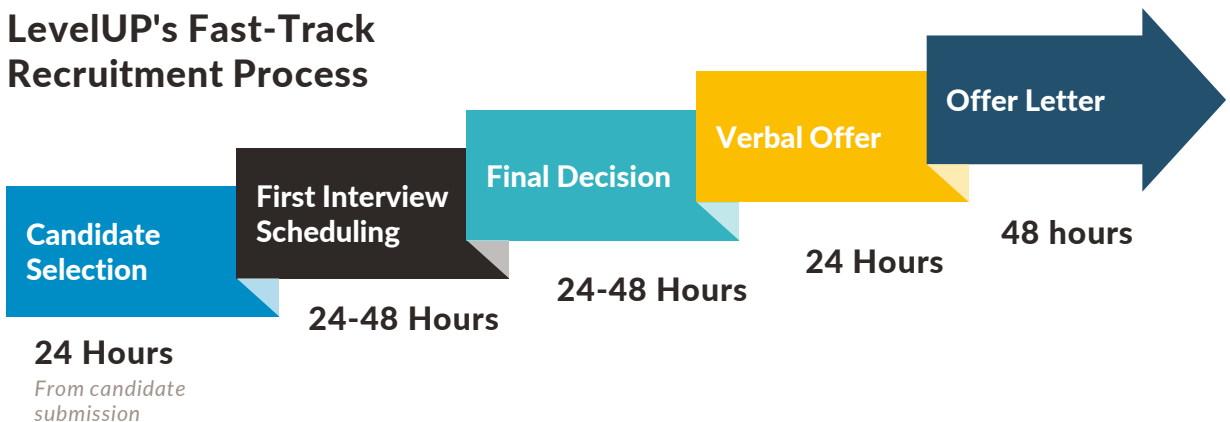 LevelUP's Fast-Track
Recruitment Process
Candidate
Selection
24 Hours
From candidate
submission
First Interview
Scheduling
24-48 Hours
Final Decision
24-48 Hours
Verbal Offer
24 Hours
Offer Letter
48 hours